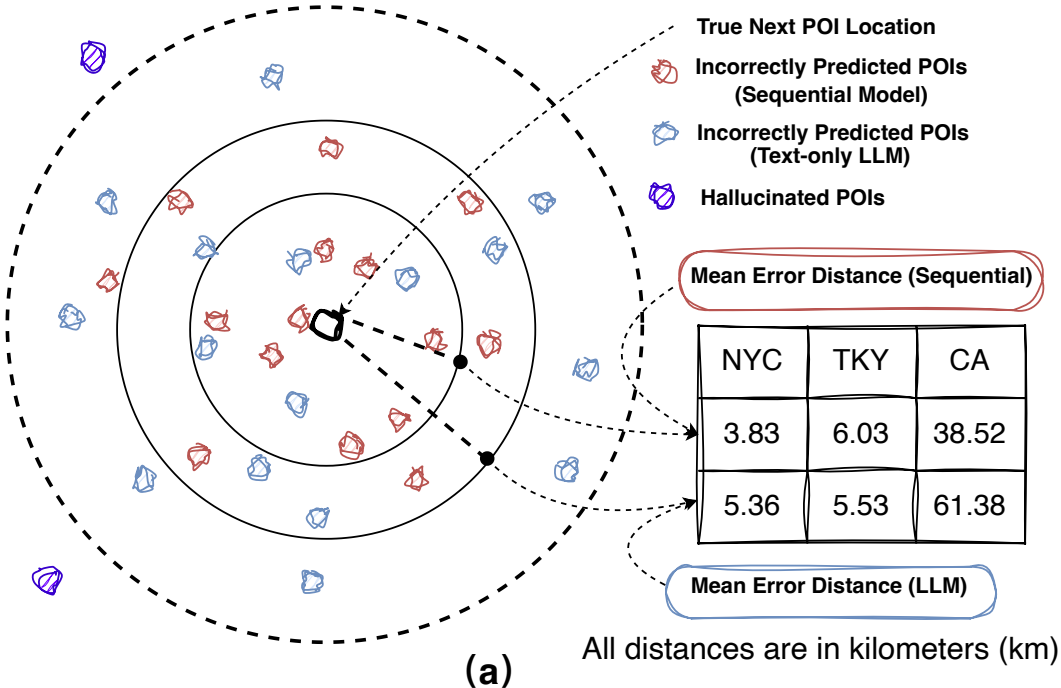 True Next POI Location
Incorrectly Predicted POIs
(Sequential Model)
Incorrectly Predicted POIs
(Text-only LLM)
Hallucinated POIs
Mean Error Distance (Sequential)
NYC TKY CA
3.83 6.03 38.52
5.36 5.53 61.38
Mean Error Distance (LLM)
All distances are in kilometers (km)
(a)